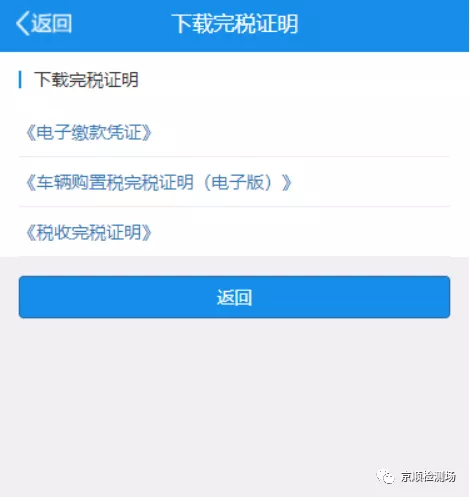 返回 下载完税证明
下载完税证明
《电子缴款凭证》
《车辆购置税完税证明（电子版）》
《税收完税证明》
返回
京顺检测场